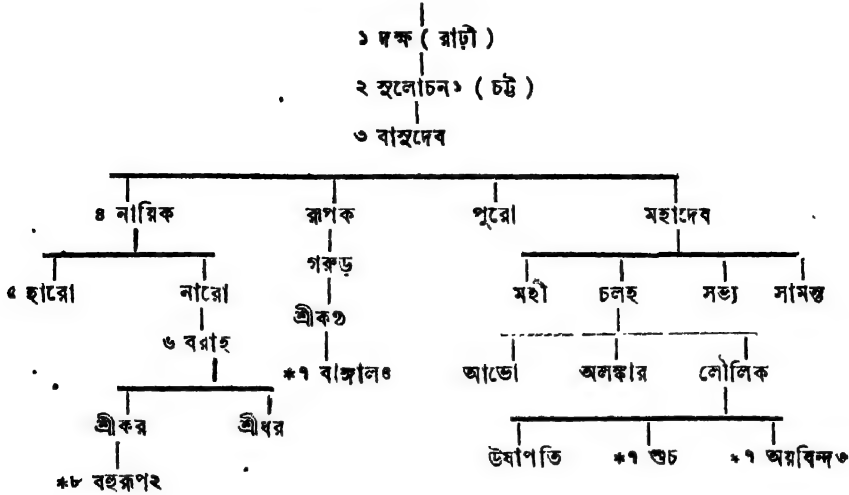 ১ দক্ষ ( রাঢ়ী )
২ সুলোচন১ ( চট্ট )
৩ বাসুদেব
৪ নায়িক রূপক পুরো মহাদেব
গরুড়
৫ হারো নারো মহী চলহ সভ্য সামন্ত
শ্রীকণ্ঠ
৬ বরাহ
*৭ বাঙ্গাল৪ আভো অলঙ্কার লৌলিক
শ্রীকর শ্রীধর
উষাপতি *৭ শুচ *৭ অরবিন্দ৩
*৮ বহুরূপ২